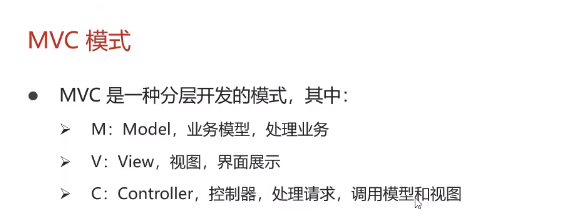 MVC 模式
● MVC 是一种分层开发的模式，其中：
➢ M：Model，业务模型，处理业务
➢ V：View，视图，界面展示
➢ C：Controller，控制器，处理请求，调用模型和视图